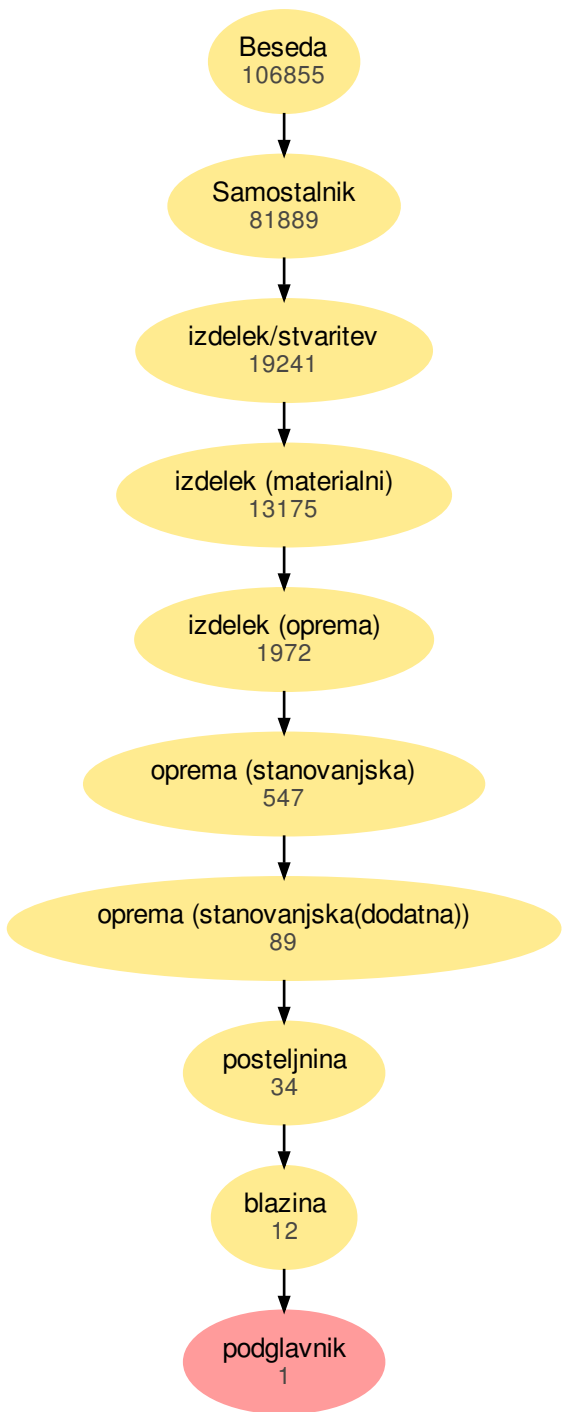 Beseda
106855
Samostalnik
81889
izdelek/stvaritev
19241
izdelek (materialni)
13175
izdelek (oprema)
1972
oprema (stanovanjska)
547
oprema (stanovanjska(dodatna))
89
posteljnina
34
blazina
12
podglavnik
1